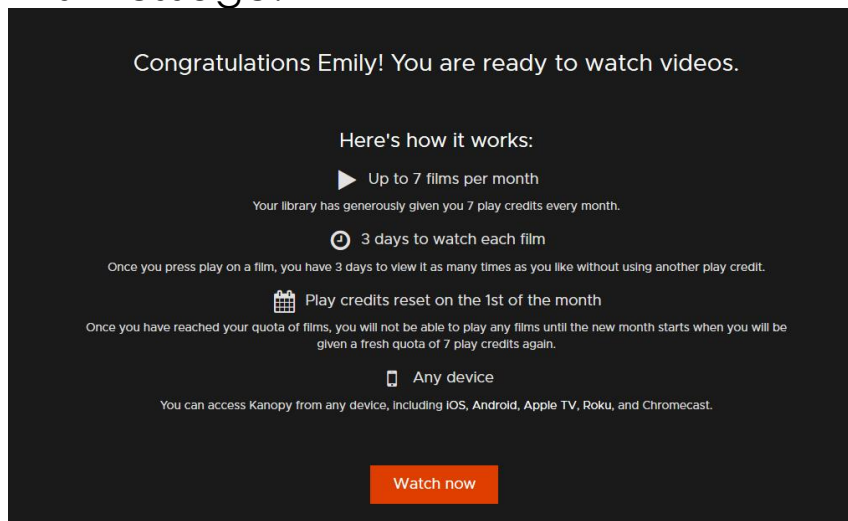 Congratulations Emily! You are ready to watch videos.
Here's how it works:
Up to 7 films per month
Your library has generously given you 7 play credits every month.
3 days to watch each film
Once you press play on a film, you have 3 days to view it as many times as you like without using another play credit.
Play credits reset on the 1st of the month
Once you have reached your quota of films, you will not be able to play any films until the new month starts when you will be
given a fresh quota of 7 play credits again.
Any device
You can access Kanopy from any device, including iOS, Android, Apple TV, Roku, and Chromecast.
Watch now